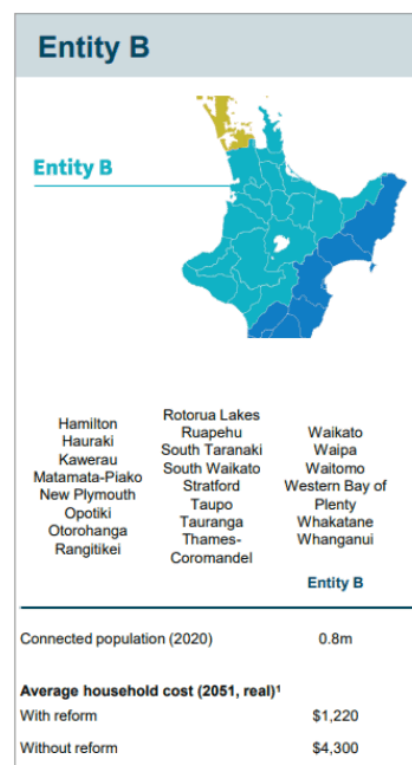 Entity B
Entity B
Hamilton
Hauraki
Kawerau
Matamata-Piako
New Plymouth
Opotiki
Otorohanga
Rangitikei
Rotorua Lakes
Ruapehu
South Taranaki
South Waikato
Stratford
Taupo
Tauranga
Thames-
Coromandel
Waikato
Waipa
Waitomo
Western Bay of
Plenty
Whakatane
Whanganui
Entity B
Connected population (2020) 0.8m
Average household cost (2051, real)¹
With reform $1,220
Without reform $4,300